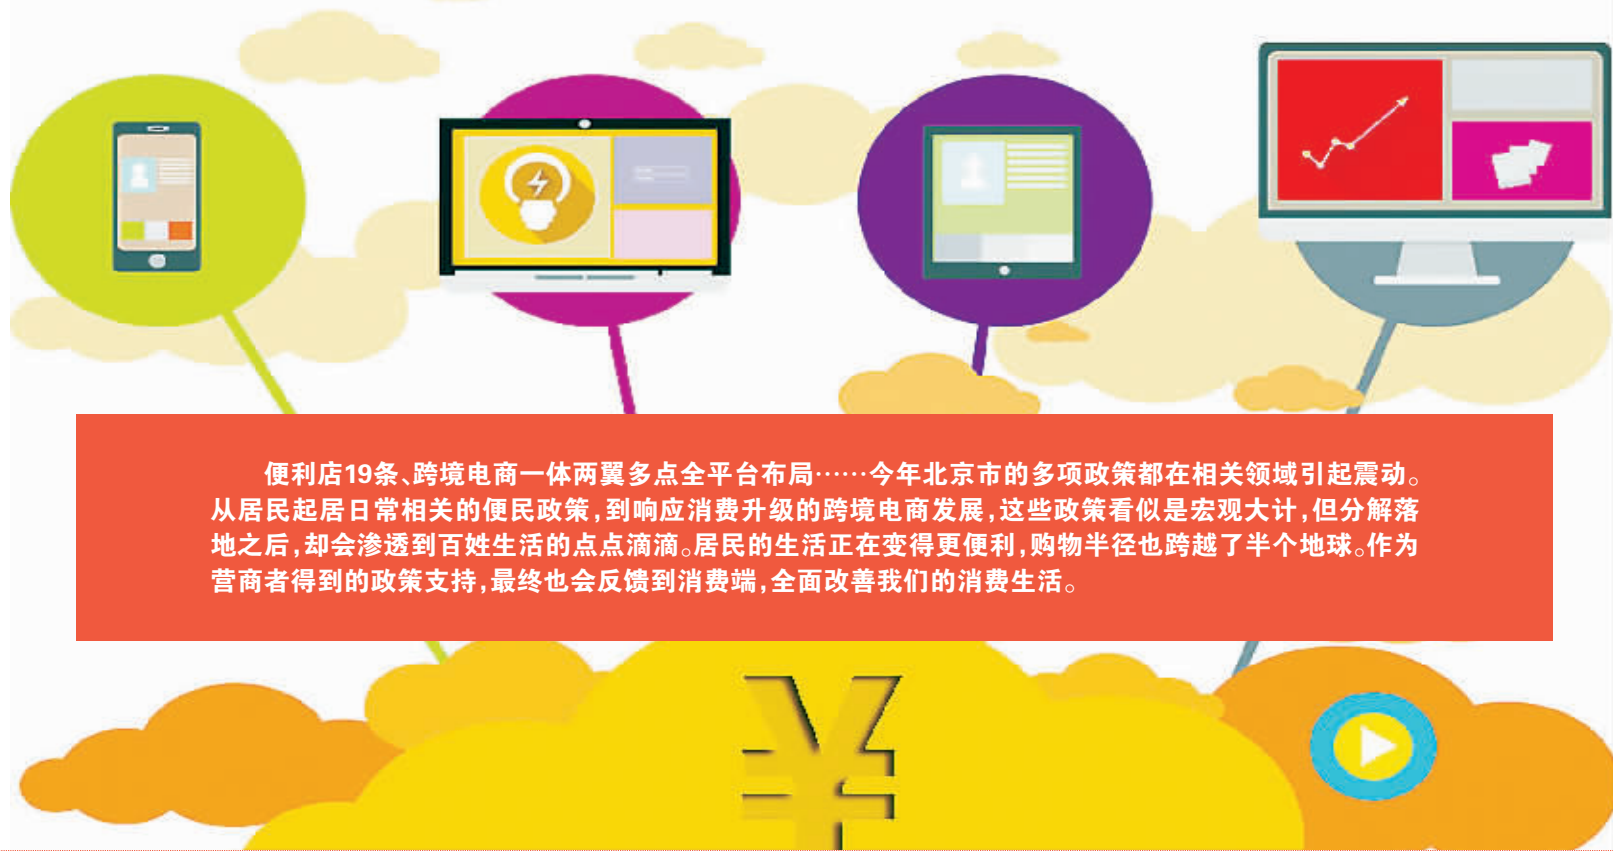 便利店19条、跨境电商一体两翼多点全平台布局……今年北京市的多项政策都在相关领域引起震动。
从居民起居日常相关的便民政策,到响应消费升级的跨境电商发展,这些政策看似是宏观大计,但分解落
地之后,却会渗透到百姓生活的点点滴滴。居民的生活正在变得更便利,购物半径也跨越了半个地球。作为
营商者得到的政策支持,最终也会反馈到消费端,全面改善我们的消费生活。
¥